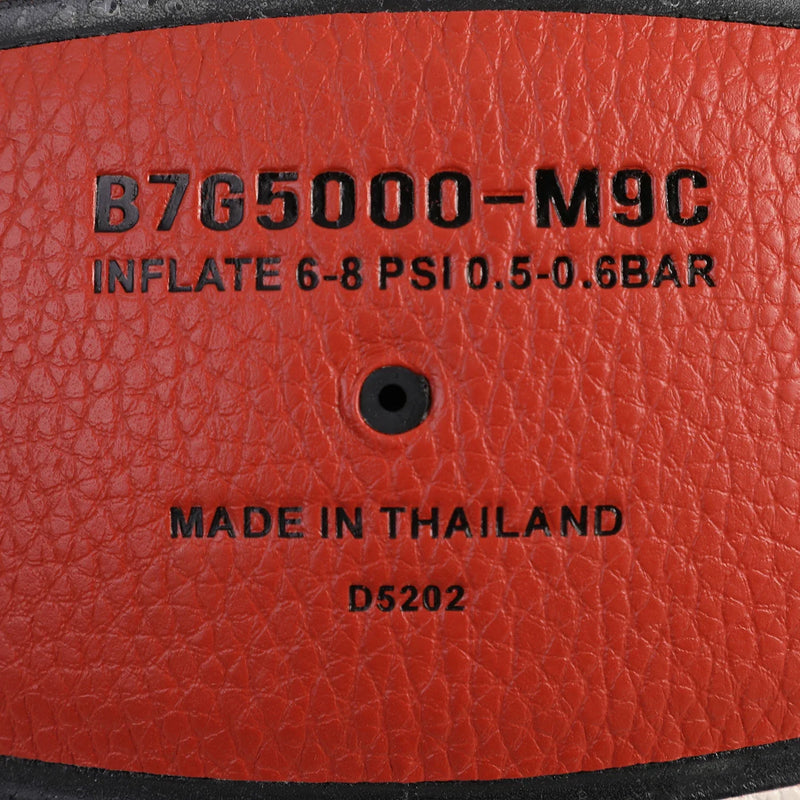 B7G5000-M9C
INFLATE 6-8 PSI 0.5-0.6BAR
MADE IN THAILAND
D5202